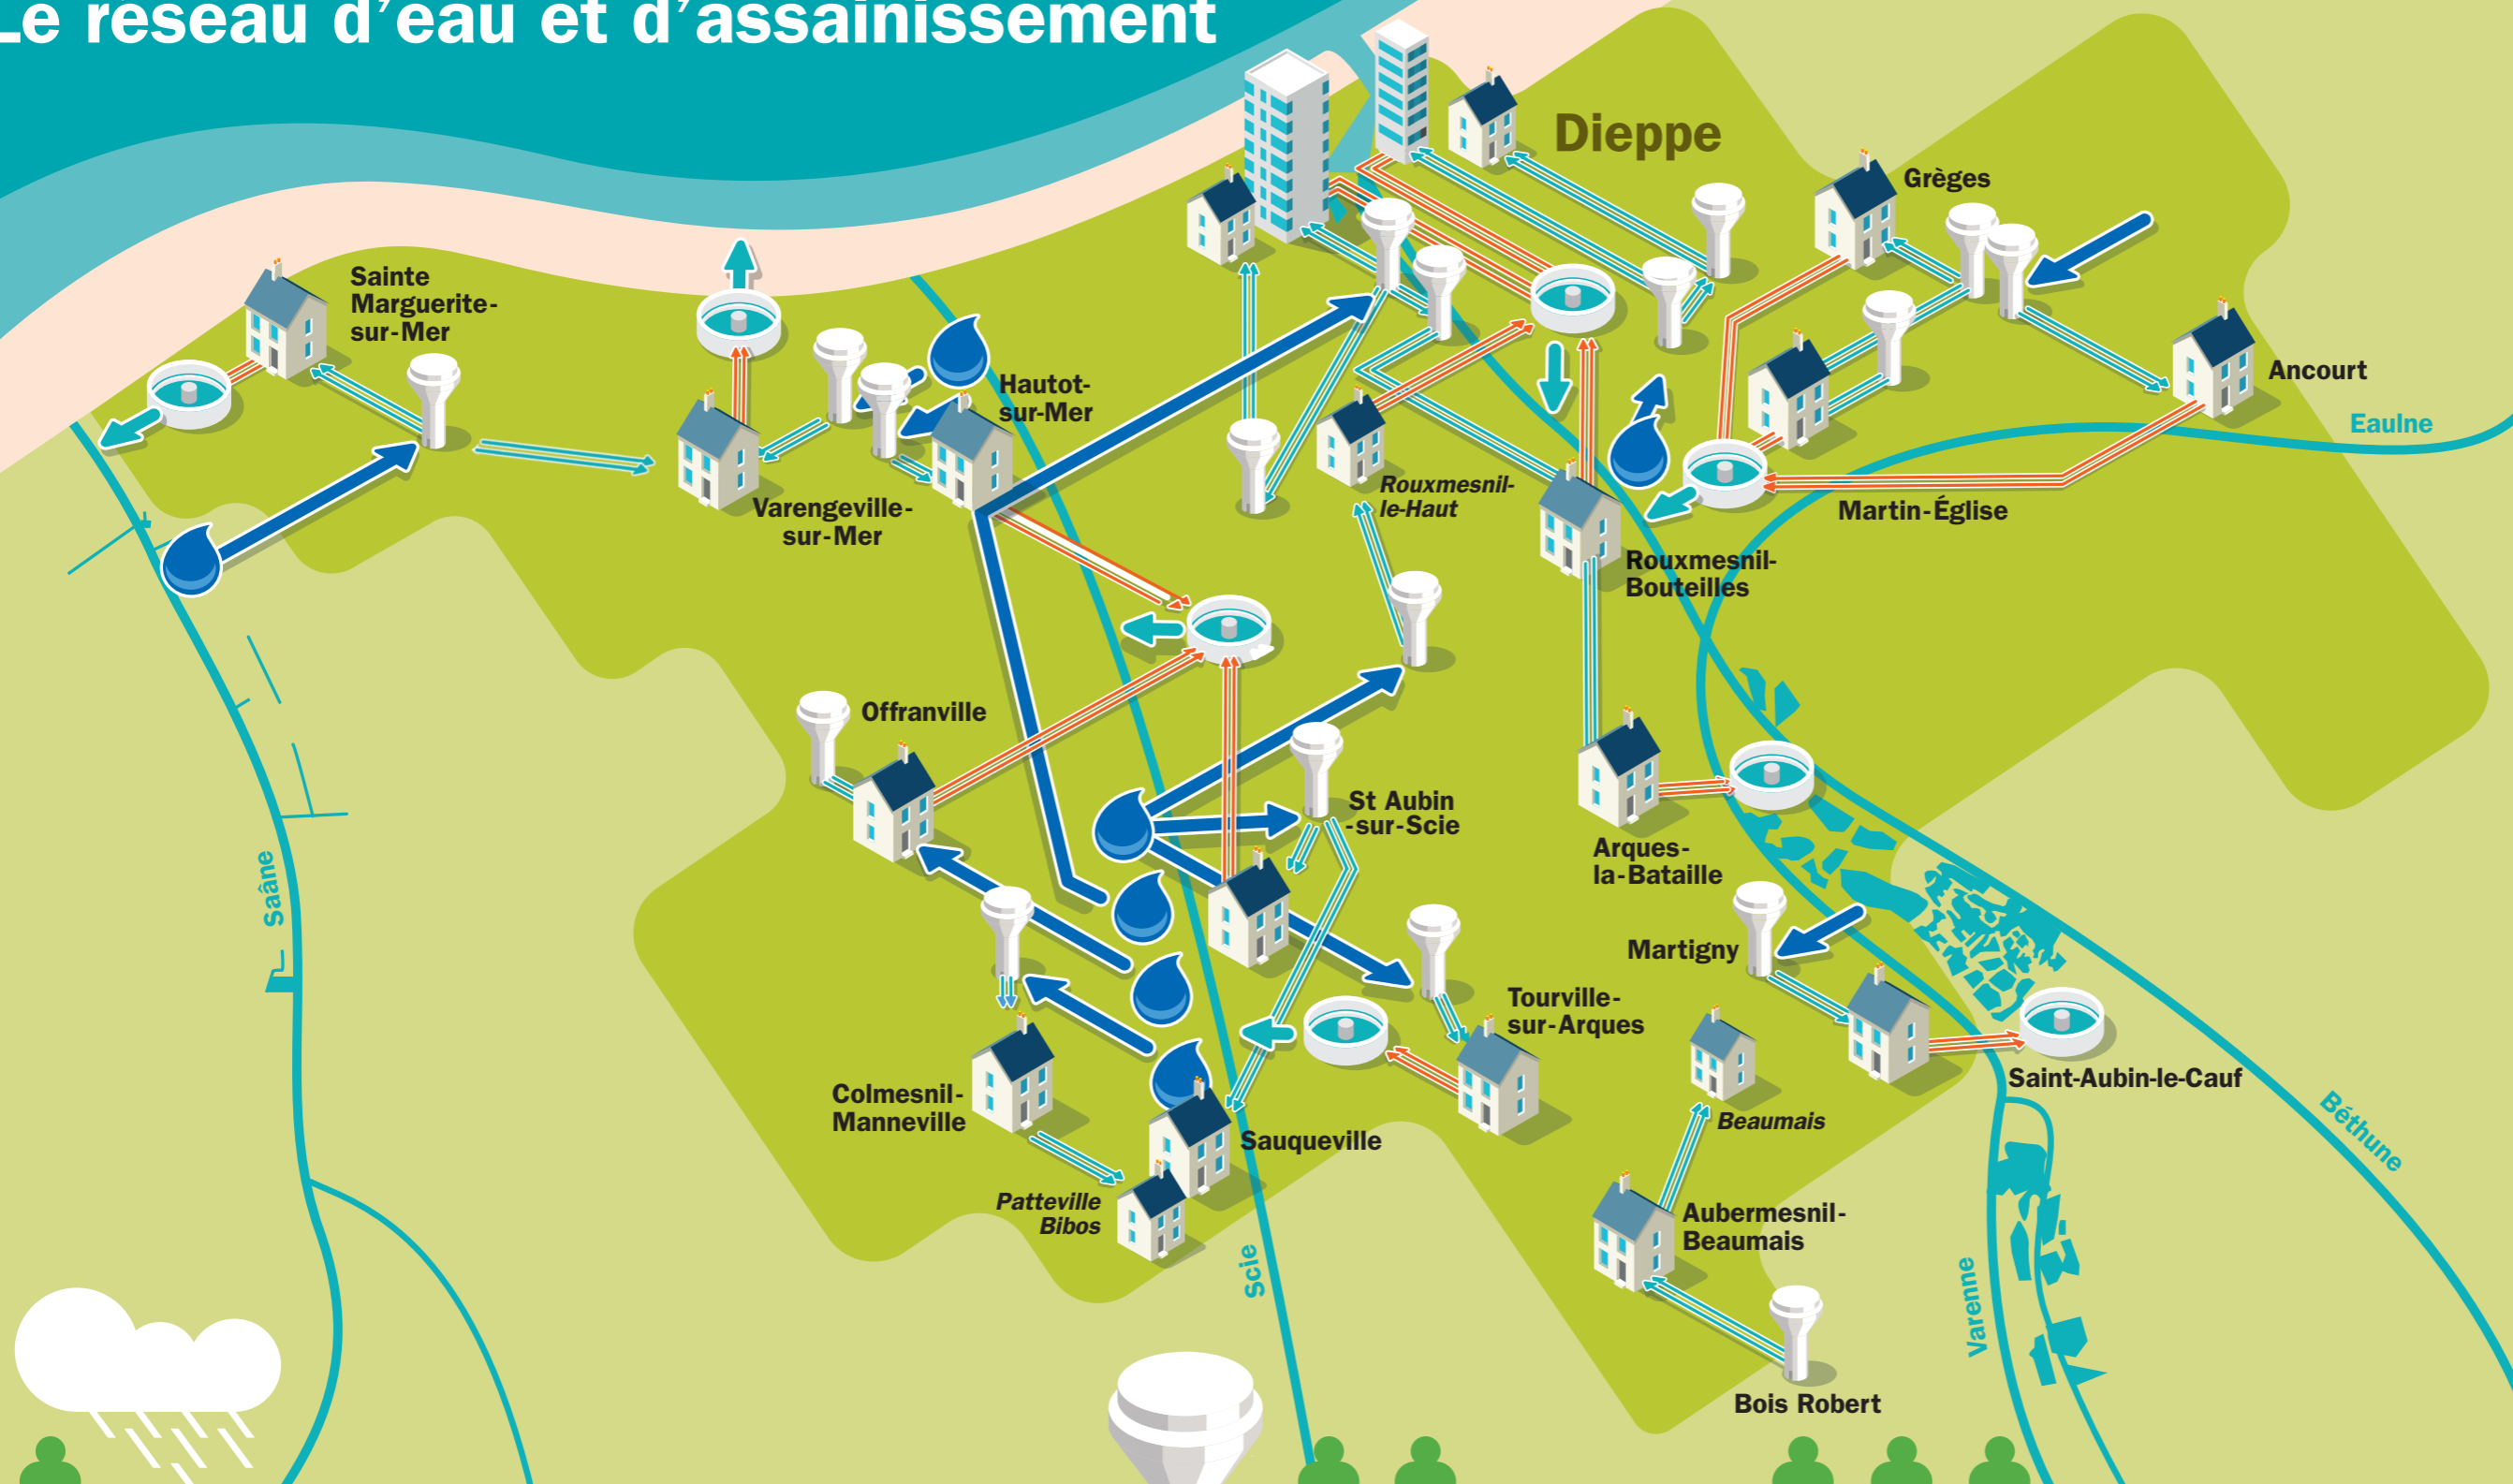 Le réseau d’eau et d’assainissement
Dieppe
Grèges
Sainte
Marguerite-
sur-Mer
Hautot-
sur-Mer
Ancourt
Eaulne
Varengeville-
sur-Mer
Rouxmesnil-
le-Haut
Martin-Église
Rouxmesnil-
Bouteilles
Offranville
St Aubin
-sur-Scie
Arques-
la-Bataille
Saâne
Martigny
Tourville-
sur-Arques
Colmesnil-
Manneville
Saint-Aubin-le-Cauf
Beaumais
Béthune
Sauqueville
Patteville
Bibos
Aubermesnil-
Beaumais
Scie
Varenne
Bois Robert